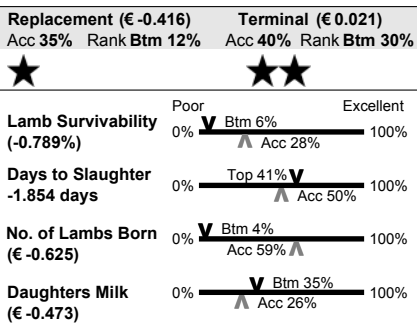 Replacement (€ -0.416) Terminal (€ 0.021)
Acc 35% Rank Btm 12% Acc 40% Rank Btm 30%
Poor Excellent
Lamb Survivability
(-0.789%)
0% Btm 6% 100%
Acc 28%
Days to Slaughter
-1.854 days
0% Top 41% 100%
Acc 50%
No. of Lambs Born
(€ -0.625)
0% Btm 4% 100%
Acc 59%
Daughters Milk
(€ -0.473)
0% Btm 35% 100%
Acc 26%